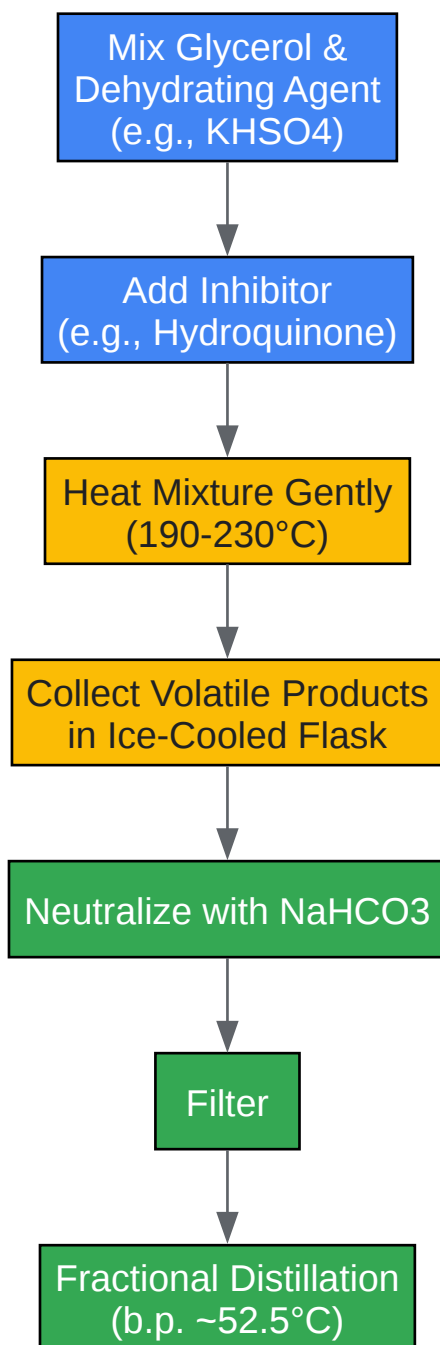 Mix Glycerol &
Dehydrating Agent
(e.g., KHSO4)
Add Inhibitor
(e.g., Hydroquinone)
Heat Mixture Gently
(190-230°C)
Collect Volatile Products
in Ice-Cooled Flask
Neutralize with NaHCO3
Filter
Fractional Distillation
(b.p. ~52.5°C)